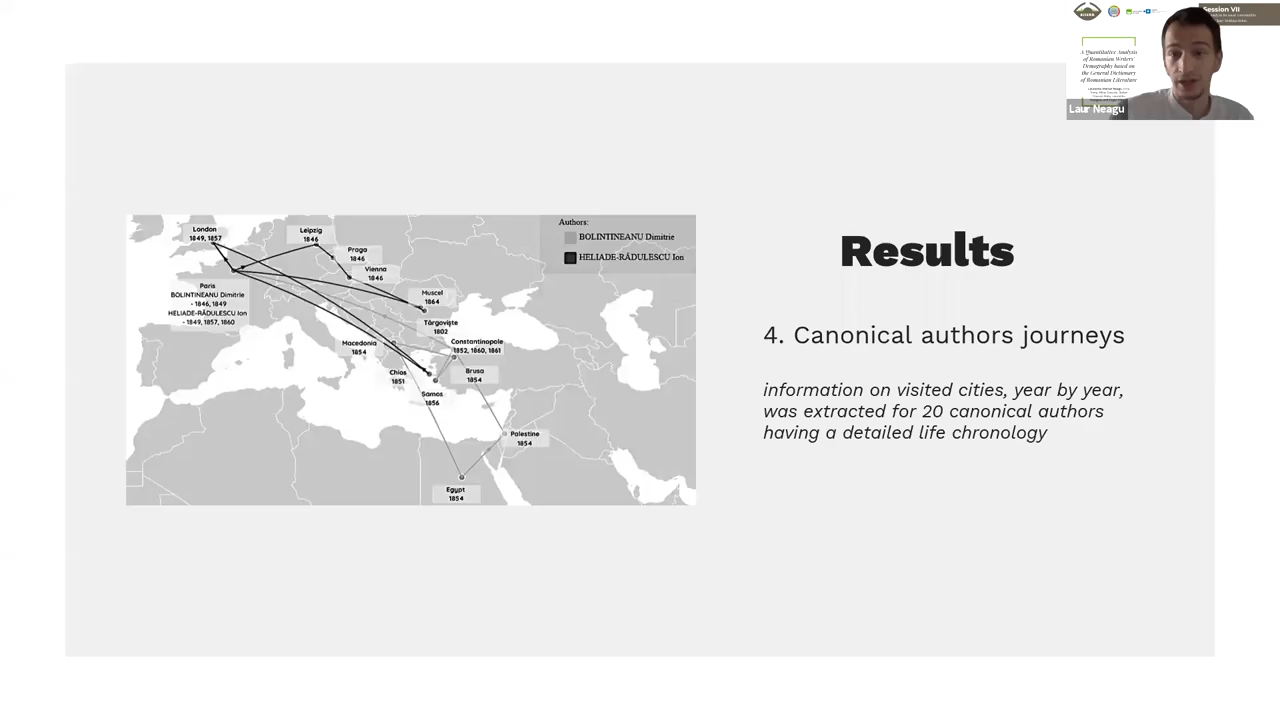 Session VII
A Quantitative Analysis
of Romanian Writers'
Demography based on
the General Dictionary
of Romanian Literature
Laur Neagu
Results
4. Canonical authors journeys
information on visited cities, year by year,
was extracted for 20 canonical authors
having a detailed life chronology
Authors:
BOLINTINEANU Dimitrie
HELIADE-RĂDULESCU Ion
London
1849, 1857
Leipzig
1846
Praga
1846
Vienna
1846
Paris
BOLINTINEANU Dimitrie
- 1846, 1849
HELIADE-RĂDULESCU Ion
- 1849, 1857, 1860
Muscel
1864
Târgoviște
1802
Macedonia
1854
Constantinople
1852, 1860, 1861
Chios
1851
Brusa
1854
Samos
1856
Palestine
1854
Egypt
1854